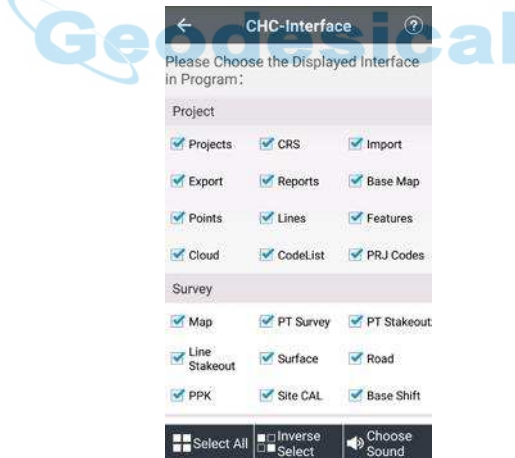 CHC-Interface
?
Geodesical
Please Choose the Displayed Interface
in Program:
Project
Projects CRS Import
Export Reports Base Map
Points Lines Features
Cloud CodeList PRJ Codes
Survey
Map PT Survey PT Stakeout
Line
Stakeout Surface Road
PPK Site CAL Base Shift
Select All Inverse
Select Choose
Sound